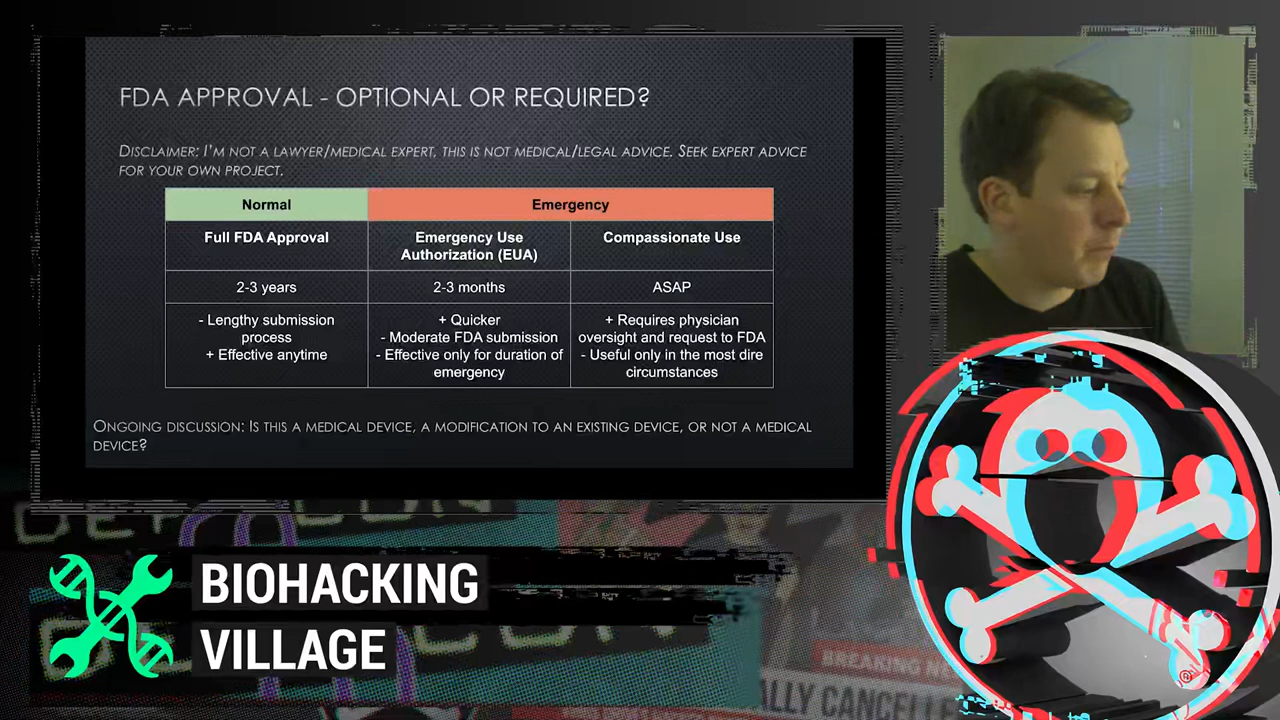 FDA APPROVAL - OPTIONAL OR REQUIRED?
DISCLAIMER: I'M NOT A LAWYER/MEDICAL EXPERT, THIS IS NOT MEDICAL/LEGAL ADVICE. SEEK EXPERT ADVICE
FOR YOUR OWN PROJECT.
Normal
Emergency
Full FDA Approval
Emergency Use
Authorization (EUA)
Compassionate Use
3 years
2-3 months
ASAP
- Lengthy submission
process
+ Effective anytime
+ Quicker
- Moderate FDA submission
- Effective only for duration of
emergency
+ Requires physician
oversight and request to FDA
- Useful only in the most dire
circumstances
ONGOING DISCUSSION: IS THIS A MEDICAL DEVICE, A MODIFICATION TO AN EXISTING DEVICE, OR NOT A MEDICAL
DEVICE?
BIOHACKING
VILLAGE
BREAKING NE
ALLY CANCELLE